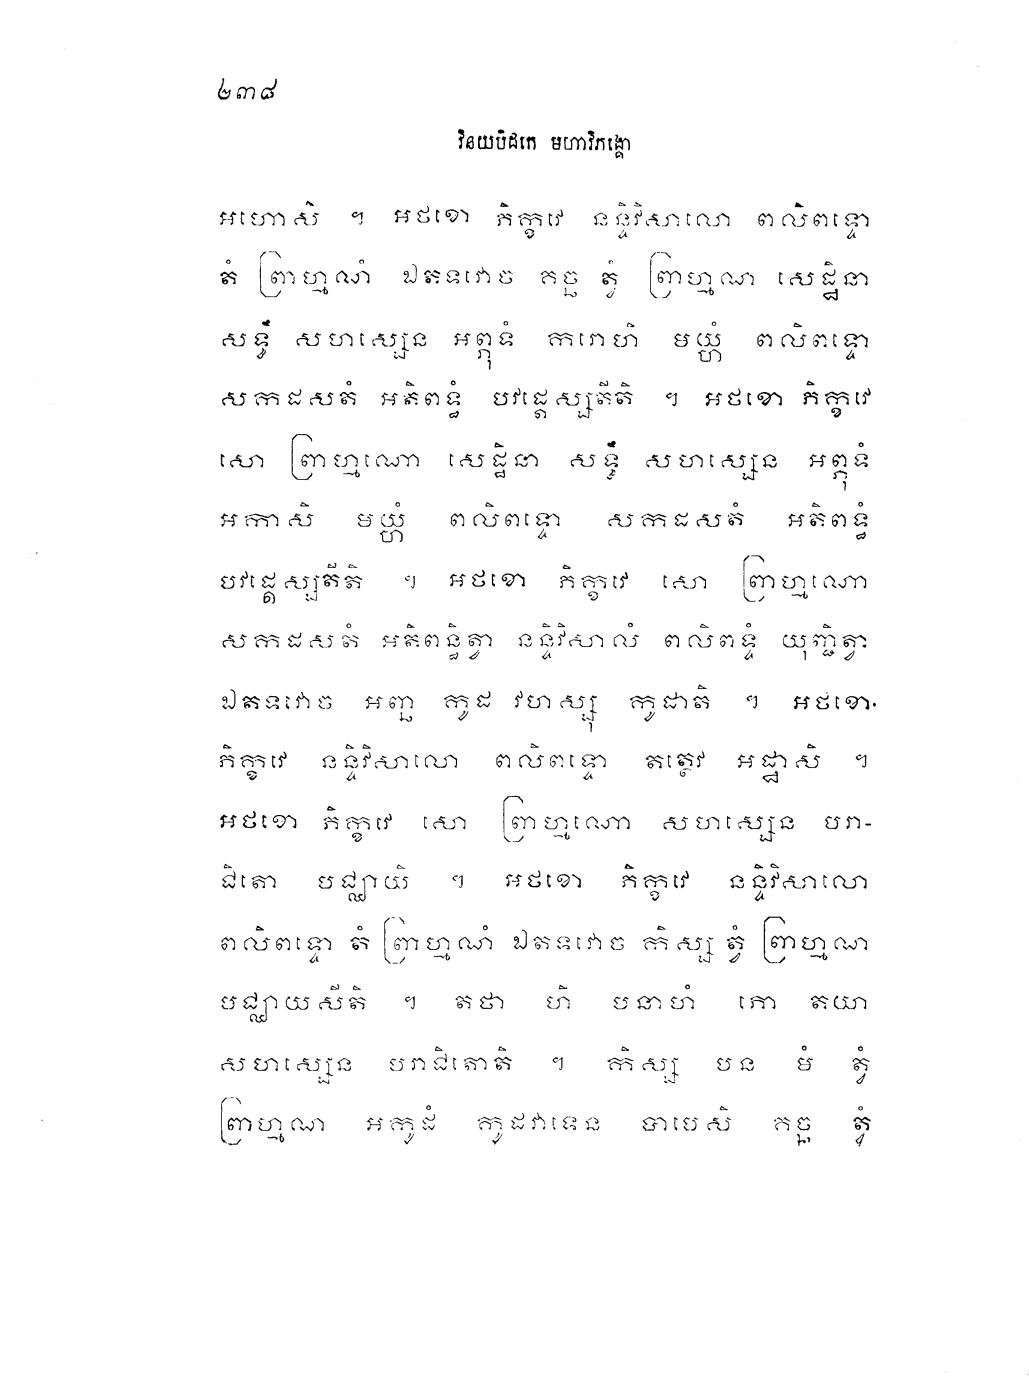 ២៣៨
វិនយបិដកេ មហាវិភង្គោ
អហោសិ ។ អថខោ ភិក្ខវេ នន្ទិវិសាលោ ពលិពទ្ទោ
តំ ព្រាហ្មណំ ឯតទវោច គច្ឆ ត្វំ ព្រាហ្មណ សេដ្ឋិនា
សទ្ធឹ សហស្សេន អព្ភុទំ ករោហិ មយ្ហំ ពលិពទ្ទោ
សកដសតំ អតិពទ្ធំ បវដ្តេស្សតីតិ ។ អថខោ ភិក្ខវេ
សោ ព្រាហ្មណោ សេដ្ឋិនា សទ្ធឹ សហស្សេន អព្ភុទំ
អកាសិ មយ្ហំ ពលិពទ្ទោ សកដសតំ អតិពទ្ធំ
បវដ្តេស្សតីតិ ។ អថខោ ភិក្ខវេ សោ ព្រាហ្មណោ
សកដសតំ អតិពន្ធិត្វា នន្ទិវិសាលំ ពលិពទ្ទំ យុញ្ជិត្វា
ឯតទវោច អញ្ឆ កូដ វហស្សុ កូដាតិ ។ អថខោ
ភិក្ខវេ នន្ទិវិសាលោ ពលិពទ្ទោ តត្ថេវ អដ្ឋាសិ ។
អថខោ ភិក្ខវេ សោ ព្រាហ្មណោ សហស្សេន បរា-
ជិតោ បជ្ឈាយិ ។ អថខោ ភិក្ខវេ នន្ទិវិសាលោ
ពលិពទ្ទោ តំ ព្រាហ្មណំ ឯតទវោច កិស្ស ត្វំ ព្រាហ្មណ
បជ្ឈាយសីតិ ។ តថា ហិ បនាហំ ភោ តយា
សហស្សេន បរាជិតោតិ ។ កិស្ស បន មំ ត្វំ
ព្រាហ្មណ អកូដំ កូដវាទេន បាបេសិ គច្ឆ ត្វំ